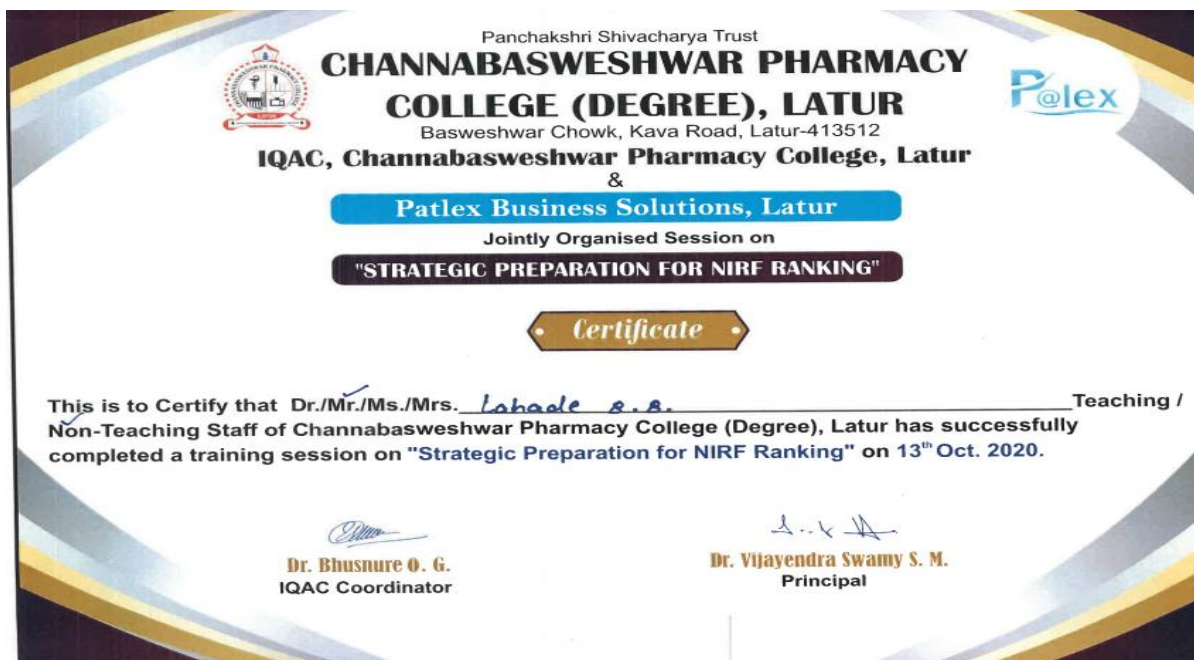 Panchakshri Shivacharya Trust
CHANNABASWESHWAR PHARMACY
COLLEGE (DEGREE), LATUR
Basweshwar Chowk, Kava Road, Latur-413512
IQAC, Channabasweshwar Pharmacy College, Latur
&
Patlex Business Solutions, Latur
Jointly Organised Session on
"STRATEGIC PREPARATION FOR NIRF RANKING"
P@lex
Certificate
This is to Certify that Dr./Mr./Ms./Mrs. Lahade s.s. Teaching /
Non-Teaching Staff of Channabasweshwar Pharmacy College (Degree), Latur has successfully
completed a training session on "Strategic Preparation for NIRF Ranking" on 13th Oct. 2020.
Dr. Bhusnure O. G.
IQAC Coordinator
Dr. Vijayendra Swamy S. M.
Principal